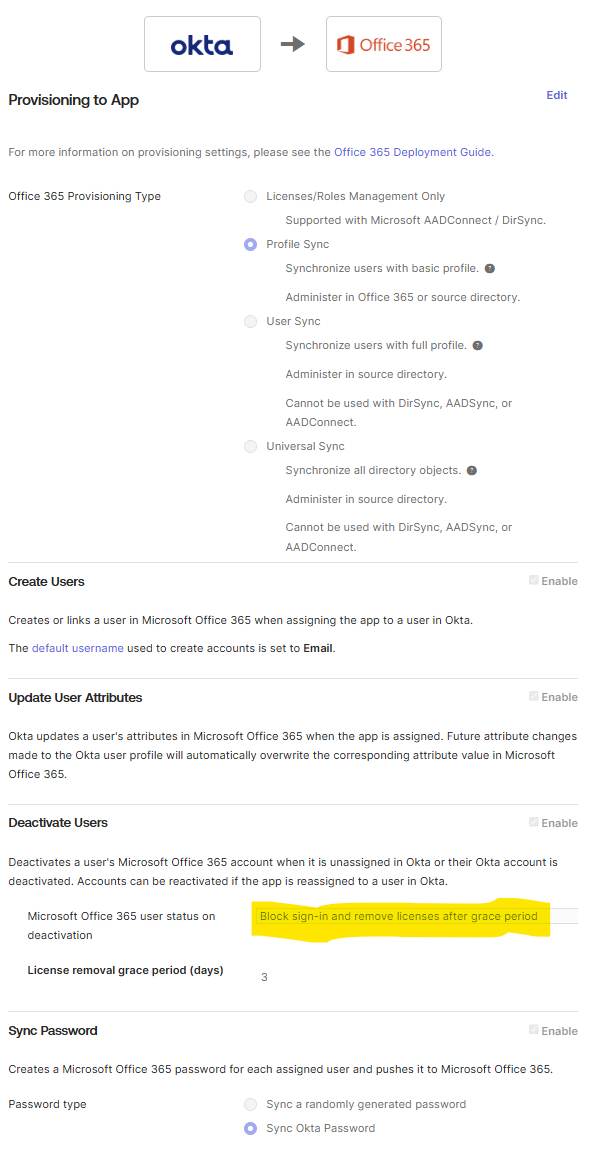 okta
Office 365
Provisioning to App
Edit
For more information on provisioning settings, please see the Office 365 Deployment Guide.
Office 365 Provisioning Type
Licenses/Roles Management Only
Supported with Microsoft AADConnect / DirSync.
Profile Sync
Synchronize users with basic profile. ?
Administer in Office 365 or source directory.
User Sync
Synchronize users with full profile. ?
Administer in source directory.
Cannot be used with DirSync, AADSync, or
AADConnect.
Universal Sync
Synchronize all directory objects. ?
Administer in source directory.
Cannot be used with DirSync, AADSync, or
AADConnect.
Create Users
Enable
Creates or links a user in Microsoft Office 365 when assigning the app to a user in Okta.
The default username used to create accounts is set to Email.
Update User Attributes
Enable
Okta updates a user's attributes in Microsoft Office 365 when the app is assigned. Future attribute changes
made to the Okta user profile will automatically overwrite the corresponding attribute value in Microsoft
Office 365.
Deactivate Users
Enable
Deactivates a user's Microsoft Office 365 account when it is unassigned in Okta or their Okta account is
deactivated. Accounts can be reactivated if the app is reassigned to a user in Okta.
Microsoft Office 365 user status on
deactivation
Block sign-in and remove licenses after grace period
License removal grace period (days)
3
Sync Password
Enable
Creates a Microsoft Office 365 password for each assigned user and pushes it to Microsoft Office 365.
Password type
Sync a randomly generated password
Sync Okta Password